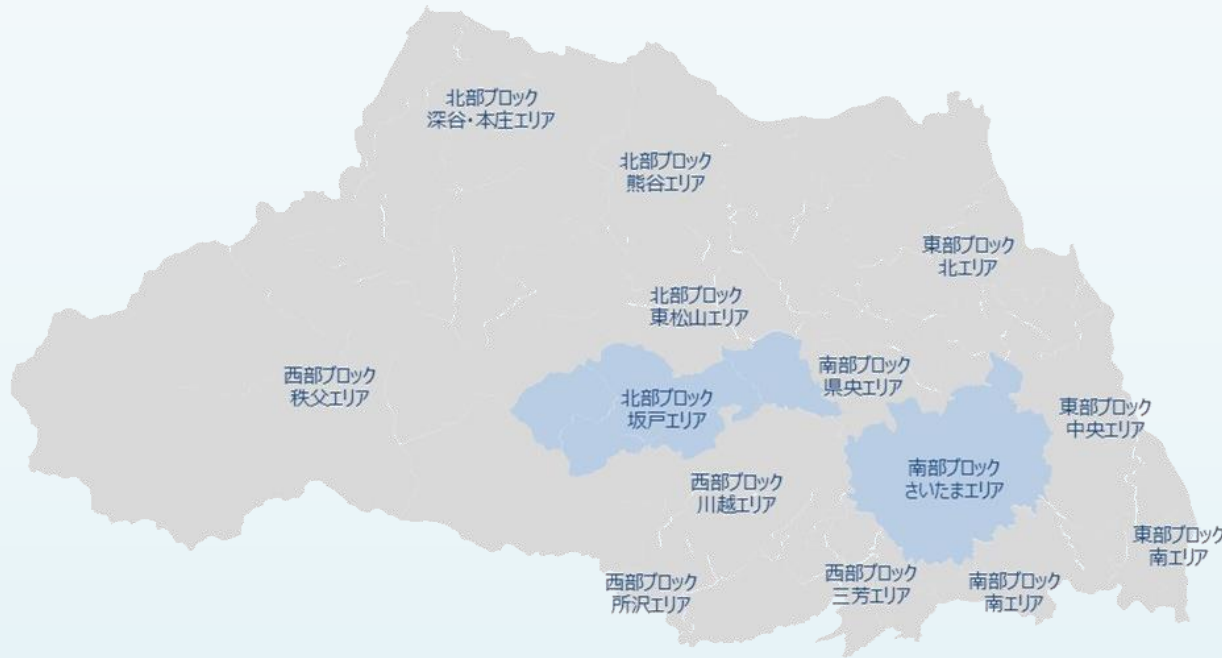 北部ブロック
深谷・本庄エリア
北部ブロック
熊谷エリア
東部ブロック
北エリア
北部ブロック
東松山エリア
西部ブロック
秩父エリア
北部ブロック
坂戸エリア
南部ブロック
県央エリア
東部ブロック
中央エリア
南部ブロック
さいたまエリア
西部ブロック
川越エリア
東部ブロック
南エリア
西部ブロック
所沢エリア
西部ブロック
三芳エリア
南部ブロック
南エリア